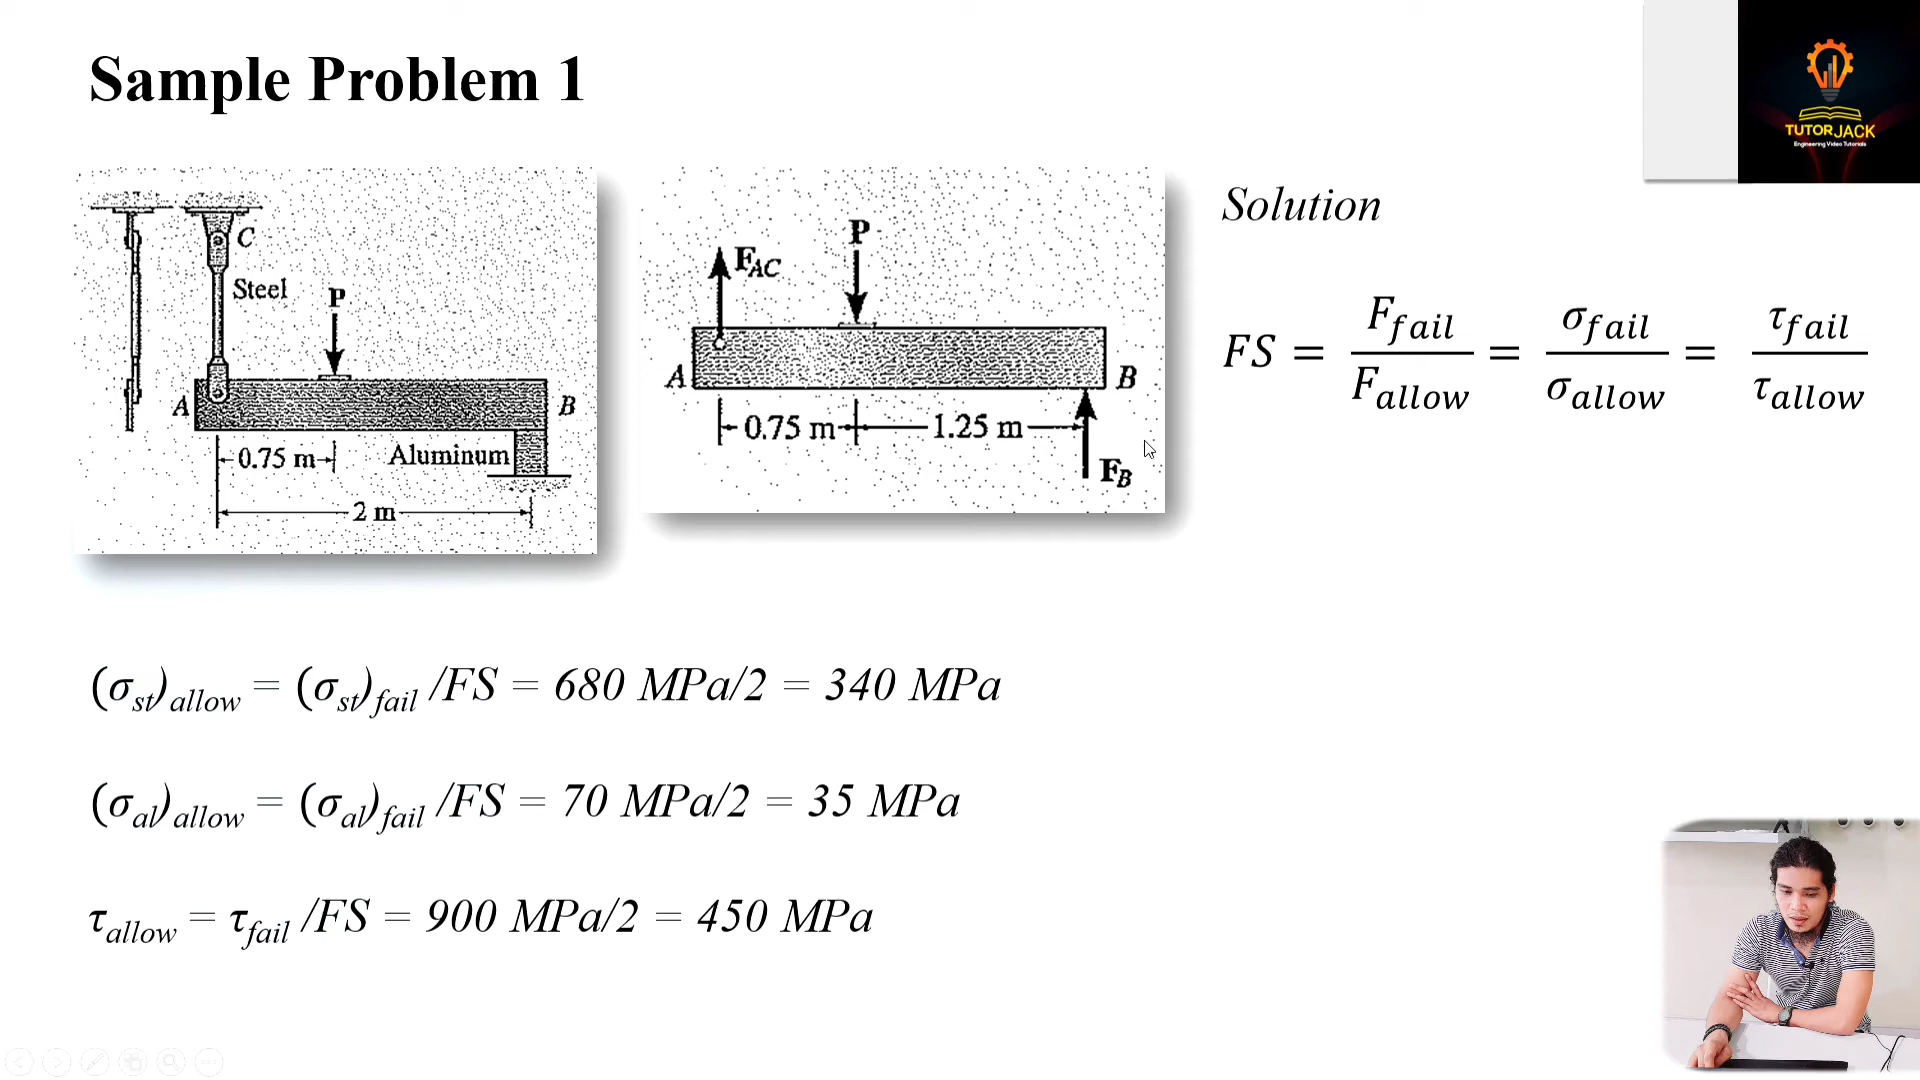 Sample Problem 1
TUTORJACK
Engineering Video Tutorials
C
Steel
P
A
B
0.75 m
Aluminum
2 m
P
F_AC
A
B
0.75 m
1.25 m
F_B
Solution
FS = F_fail / F_allow = σ_fail / σ_allow = τ_fail / τ_allow
(σ_st)_allow = (σ_st)_fail /FS = 680 MPa/2 = 340 MPa
(σ_al)_allow = (σ_al)_fail /FS = 70 MPa/2 = 35 MPa
τ_allow = τ_fail /FS = 900 MPa/2 = 450 MPa